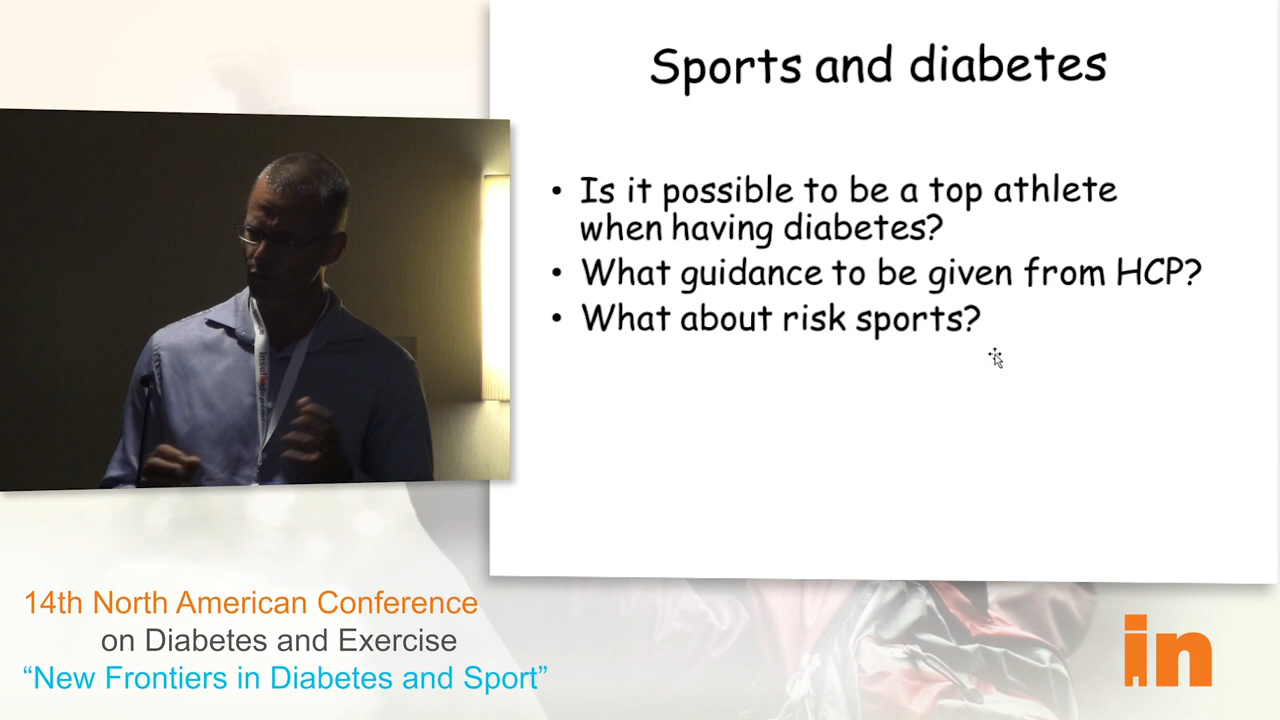 Sports and diabetes
• Is it possible to be a top athlete
when having diabetes?
• What guidance to be given from HCP?
• What about risk sports?
14th North American Conference
on Diabetes and Exercise
“New Frontiers in Diabetes and Sport”
in